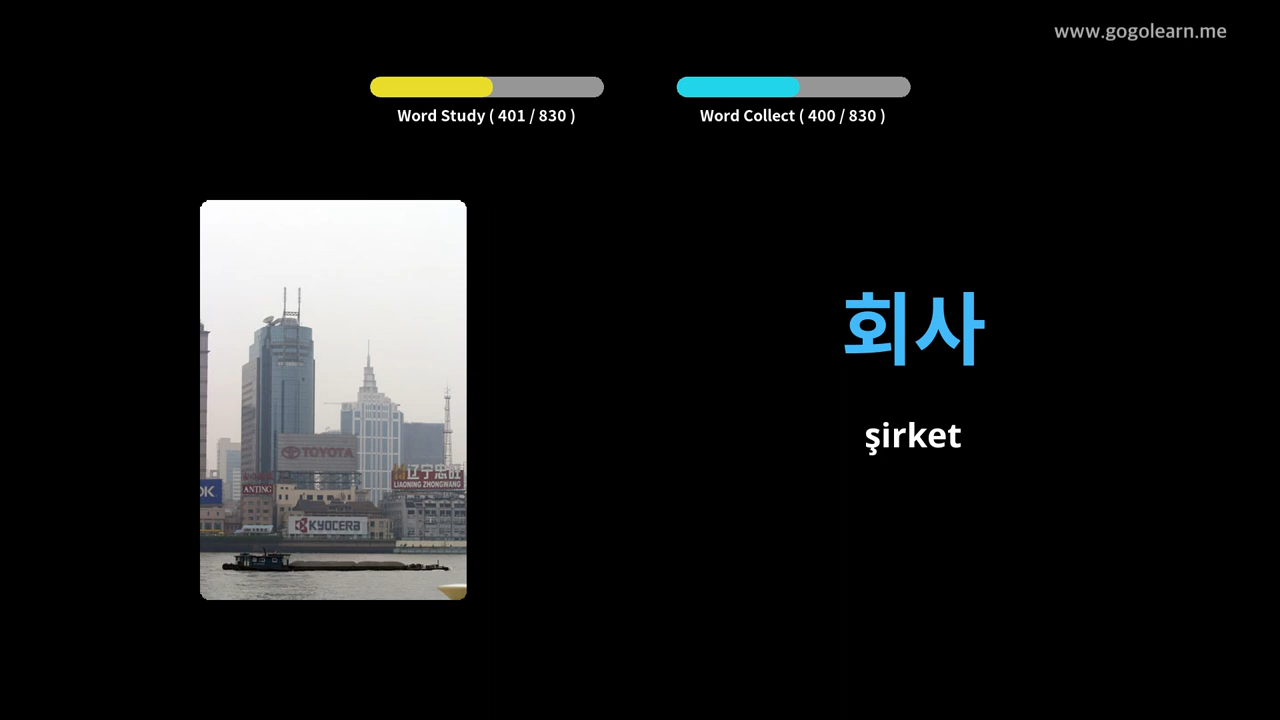 www.gogolearn.me
Word Study ( 401 / 830 )
Word Collect ( 400 / 830 )
회사
şirket
TOYOTA
辽宁忠旺
LIAONING ZHONGWANG
OK
ANTING
KYOCERA